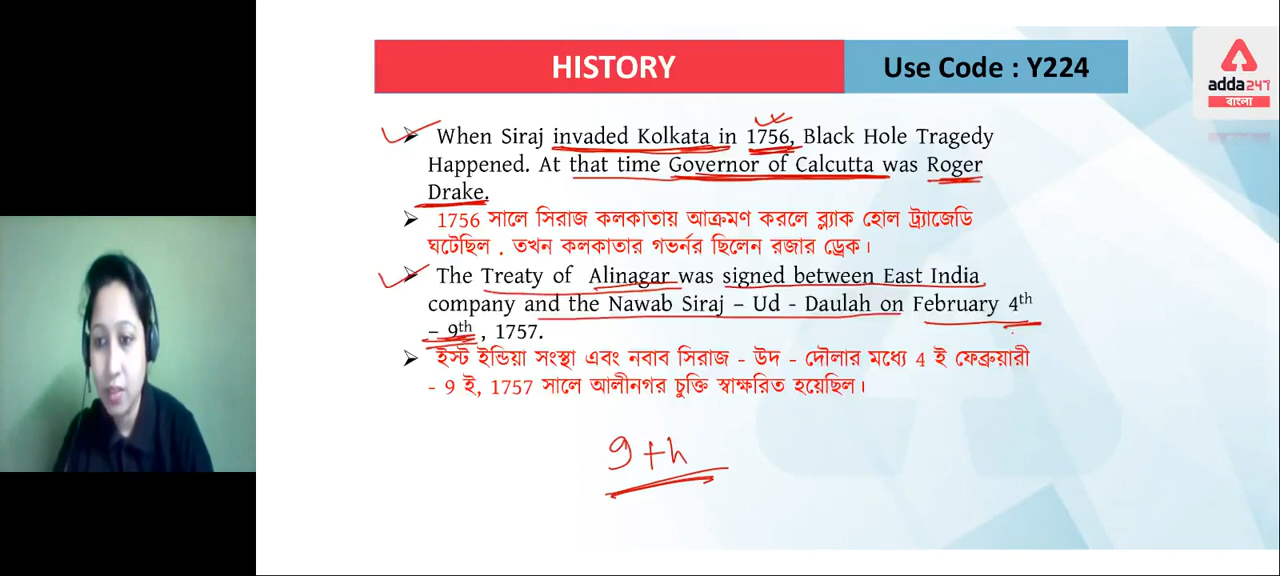 HISTORY
Use Code : Y224
adda247
বাংলা
➤ When Siraj invaded Kolkata in 1756, Black Hole Tragedy
Happened. At that time Governor of Calcutta was Roger
Drake.
➤ 1756 সালে সিরাজ কলকাতায় আক্রমণ করলে ব্ল্যাক হোল ট্র্যাজেডি
ঘটেছিল . তখন কলকাতার গভর্নর ছিলেন রজার ড্রেক।
➤ The Treaty of Alinagar was signed between East India
company and the Nawab Siraj – Ud - Daulah on February 4th
– 9th , 1757.
➤ ইস্ট ইন্ডিয়া সংস্থা এবং নবাব সিরাজ - উদ - দৌলার মধ্যে 4 ই ফেব্রুয়ারী
- 9 ই, 1757 সালে আলীনগর চুক্তি স্বাক্ষরিত হয়েছিল।
9th